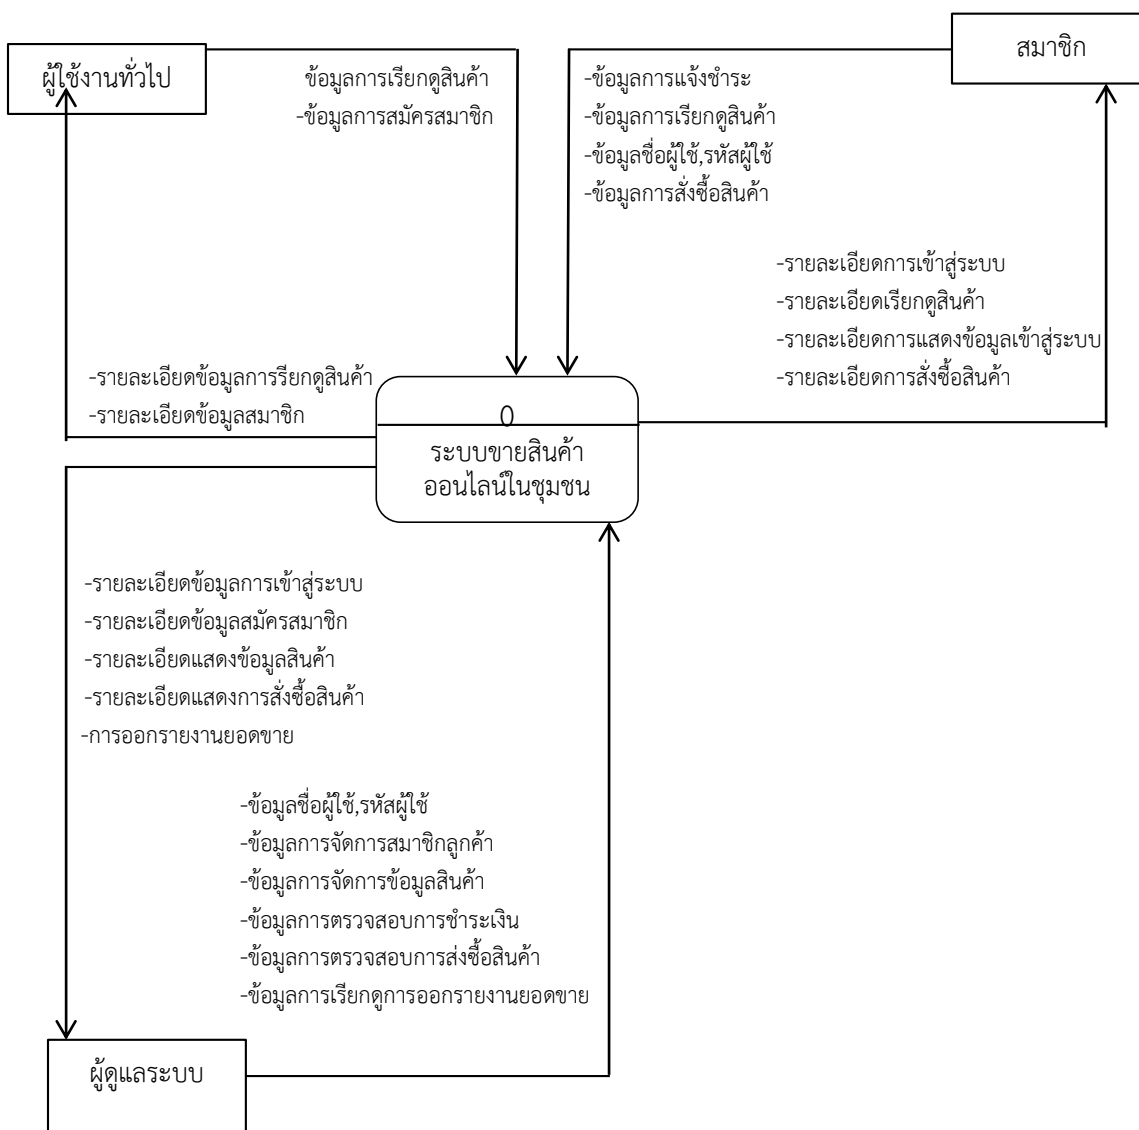 ผู้ใช้งานทั่วไป
ข้อมูลการเรียกดูสินค้า
-ข้อมูลการสมัครสมาชิก
สมาชิก
-ข้อมูลการแจ้งชำระ
-ข้อมูลการเรียกดูสินค้า
-ข้อมูลชื่อผู้ใช้,รหัสผู้ใช้
-ข้อมูลการสั่งซื้อสินค้า
-รายละเอียดการเข้าสู่ระบบ
-รายละเอียดเรียกดูสินค้า
-รายละเอียดการแสดงข้อมูลเข้าสู่ระบบ
-รายละเอียดการสั่งซื้อสินค้า
-รายละเอียดข้อมูลการรียกดูสินค้า
-รายละเอียดข้อมูลสมาชิก
0
ระบบขายสินค้า
ออนไลน์ในชุมชน
-รายละเอียดข้อมูลการเข้าสู่ระบบ
-รายละเอียดข้อมูลสมัครสมาชิก
-รายละเอียดแสดงข้อมูลสินค้า
-รายละเอียดแสดงการสั่งซื้อสินค้า
-การออกรายงานยอดขาย
-ข้อมูลชื่อผู้ใช้,รหัสผู้ใช้
-ข้อมูลการจัดการสมาชิกลูกค้า
-ข้อมูลการจัดการข้อมูลสินค้า
-ข้อมูลการตรวจสอบการชำระเงิน
-ข้อมูลการตรวจสอบการส่งซื้อสินค้า
-ข้อมูลการเรียกดูการออกรายงานยอดขาย
ผู้ดูแลระบบ